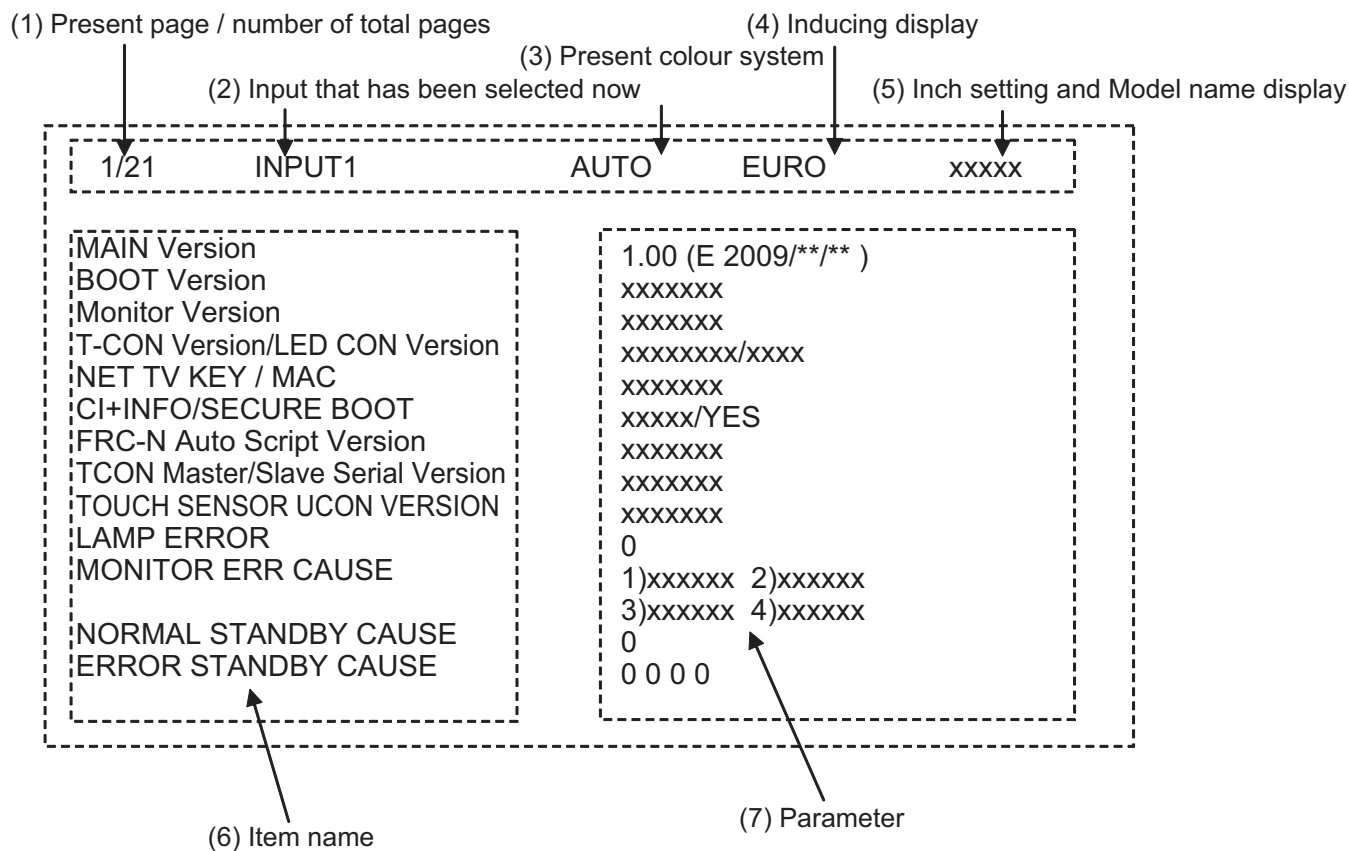 (1) Present page / number of total pages
(4) Inducing display
(3) Present colour system
(2) Input that has been selected now
(5) Inch setting and Model name display
1/21 INPUT1 AUTO EURO xxxxx
MAIN Version
BOOT Version
Monitor Version
T-CON Version/LED CON Version
NET TV KEY / MAC
CI+INFO/SECURE BOOT
FRC-N Auto Script Version
TCON Master/Slave Serial Version
TOUCH SENSOR UCON VERSION
LAMP ERROR
MONITOR ERR CAUSE
NORMAL STANDBY CAUSE
ERROR STANDBY CAUSE
1.00 (E 2009/**/** )
xxxxxxx
xxxxxxx
xxxxxxxx/xxxx
xxxxxxx
xxxxx/YES
xxxxxxx
xxxxxxx
xxxxxxx
0
1)xxxxxx 2)xxxxxx
3)xxxxxx 4)xxxxxx
0
0 0 0 0
(6) Item name
(7) Parameter